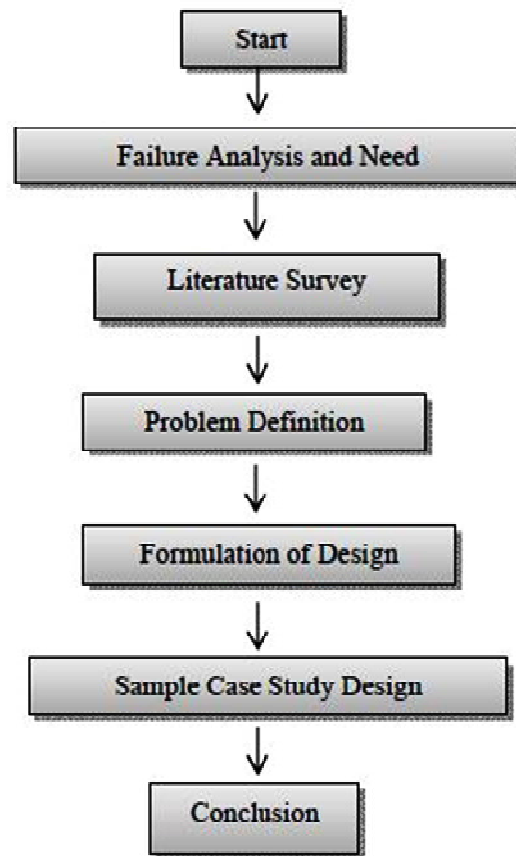 Start
Failure Analysis and Need
Literature Survey
Problem Definition
Formulation of Design
Sample Case Study Design
Conclusion